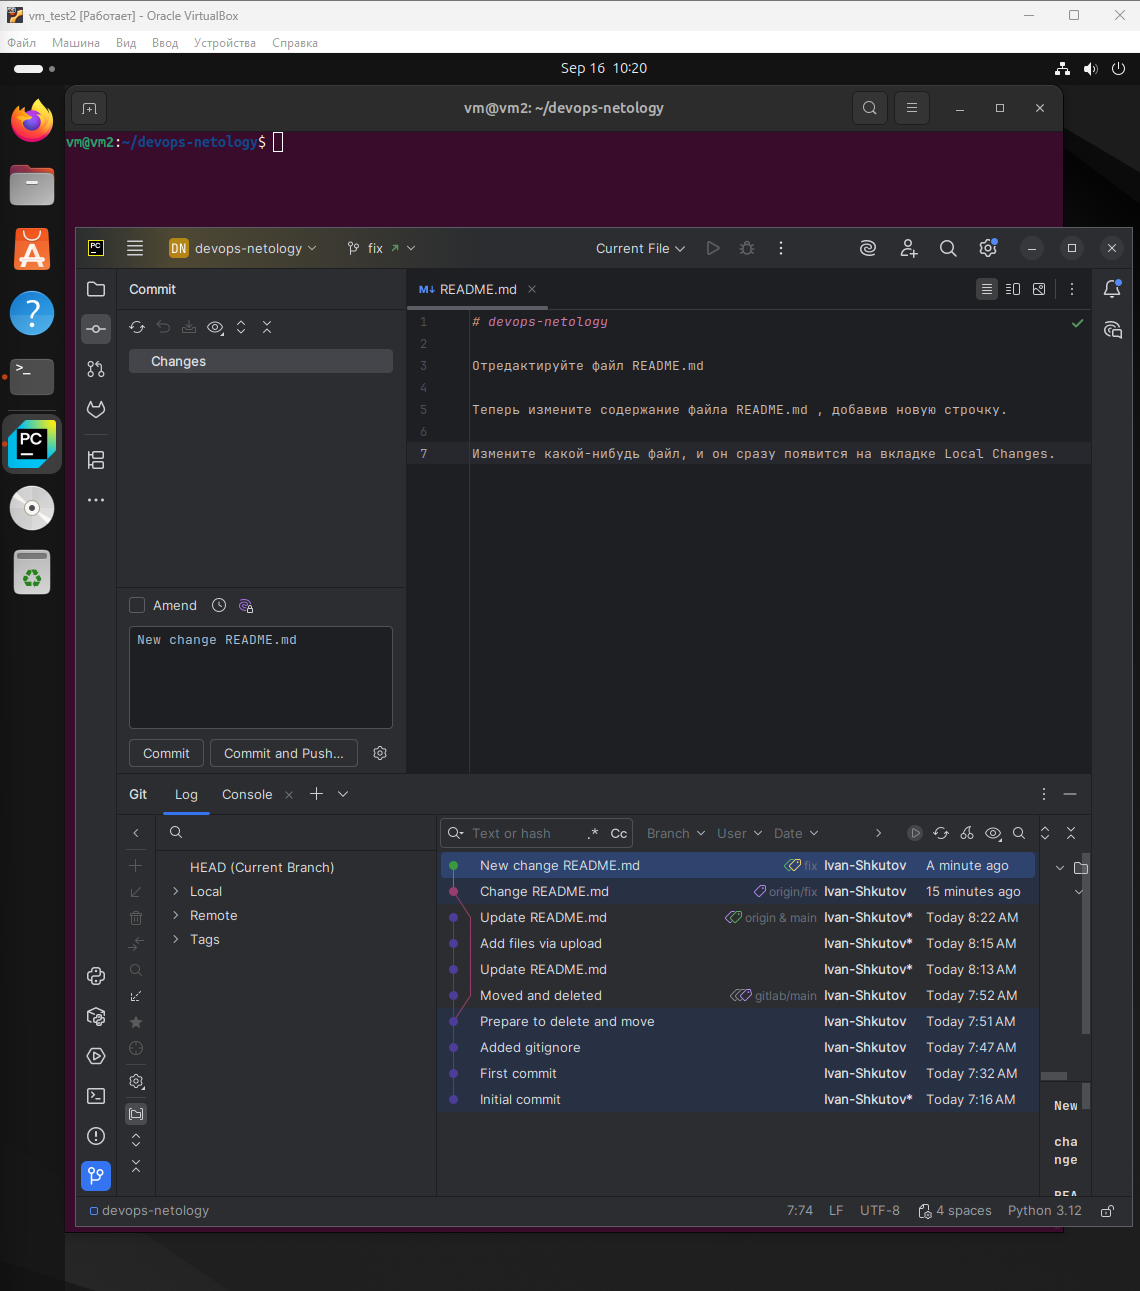 vm_test2 [Работает] - Oracle VirtualBox
Файл Машина Вид Ввод Устройства Справка
Sep 16 10:20
vm@vm2: ~/devops-netology
vm@vm2:~/devops-netology$
PC
DN devops-netology
fix
Current File
Commit
README.md
Changes
1 # devops-netology
2
3 Отредактируйте файл README.md
4
5 Теперь измените содержание файла README.md , добавив новую строчку.
6
7 Измените какой-нибудь файл, и он сразу появится на вкладке Local Changes.
PC
Amend
New change README.md
Commit
Commit and Push...
Git Log Console
Text or hash .* Cc Branch User Date
HEAD (Current Branch)
Local
Remote
Tags
New change README.md fix Ivan-Shkutov A minute ago
Change README.md origin/fix Ivan-Shkutov 15 minutes ago
Update README.md origin & main Ivan-Shkutov* Today 8:22 AM
Add files via upload Ivan-Shkutov* Today 8:15 AM
Update README.md Ivan-Shkutov* Today 8:13 AM
Moved and deleted gitlab/main Ivan-Shkutov Today 7:52 AM
Prepare to delete and move Ivan-Shkutov Today 7:51 AM
Added gitignore Ivan-Shkutov Today 7:47 AM
First commit Ivan-Shkutov Today 7:32 AM
Initial commit Ivan-Shkutov* Today 7:16 AM
New
cha
nge
devops-netology
7:74 LF UTF-8 4 spaces Python 3.12